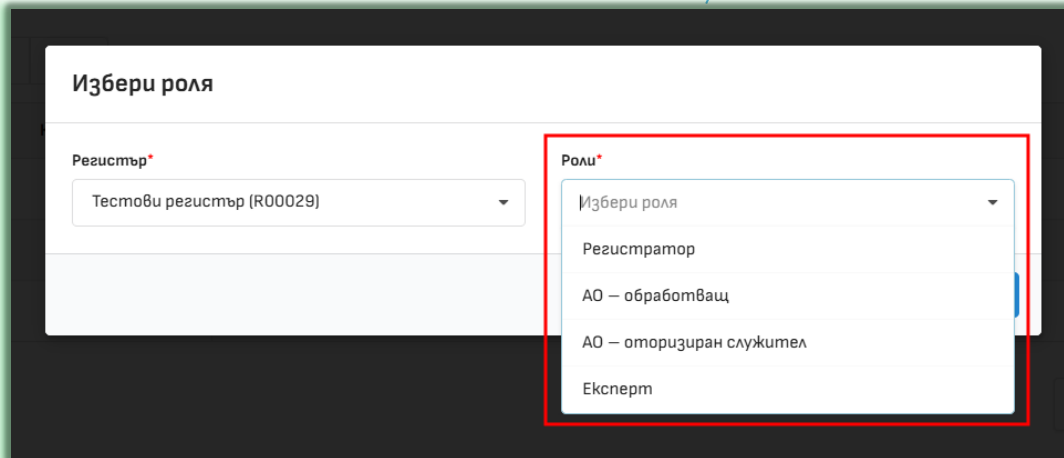 Избери роля
Регистър*
Роли*
Тестови регистър (R00029)
Избери роля
Регистратор
АО – обработващ
АО – оторизиран служител
Експерт